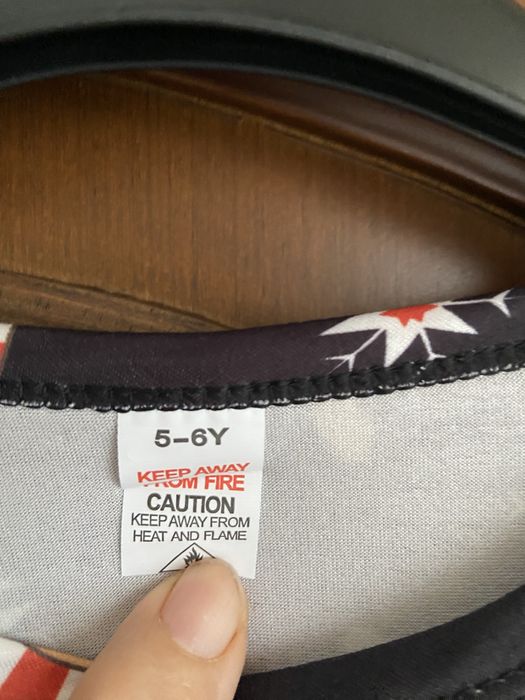 5-6Y
KEEP AWAY
FROM FIRE
CAUTION
KEEP AWAY FROM
HEAT AND FLAME